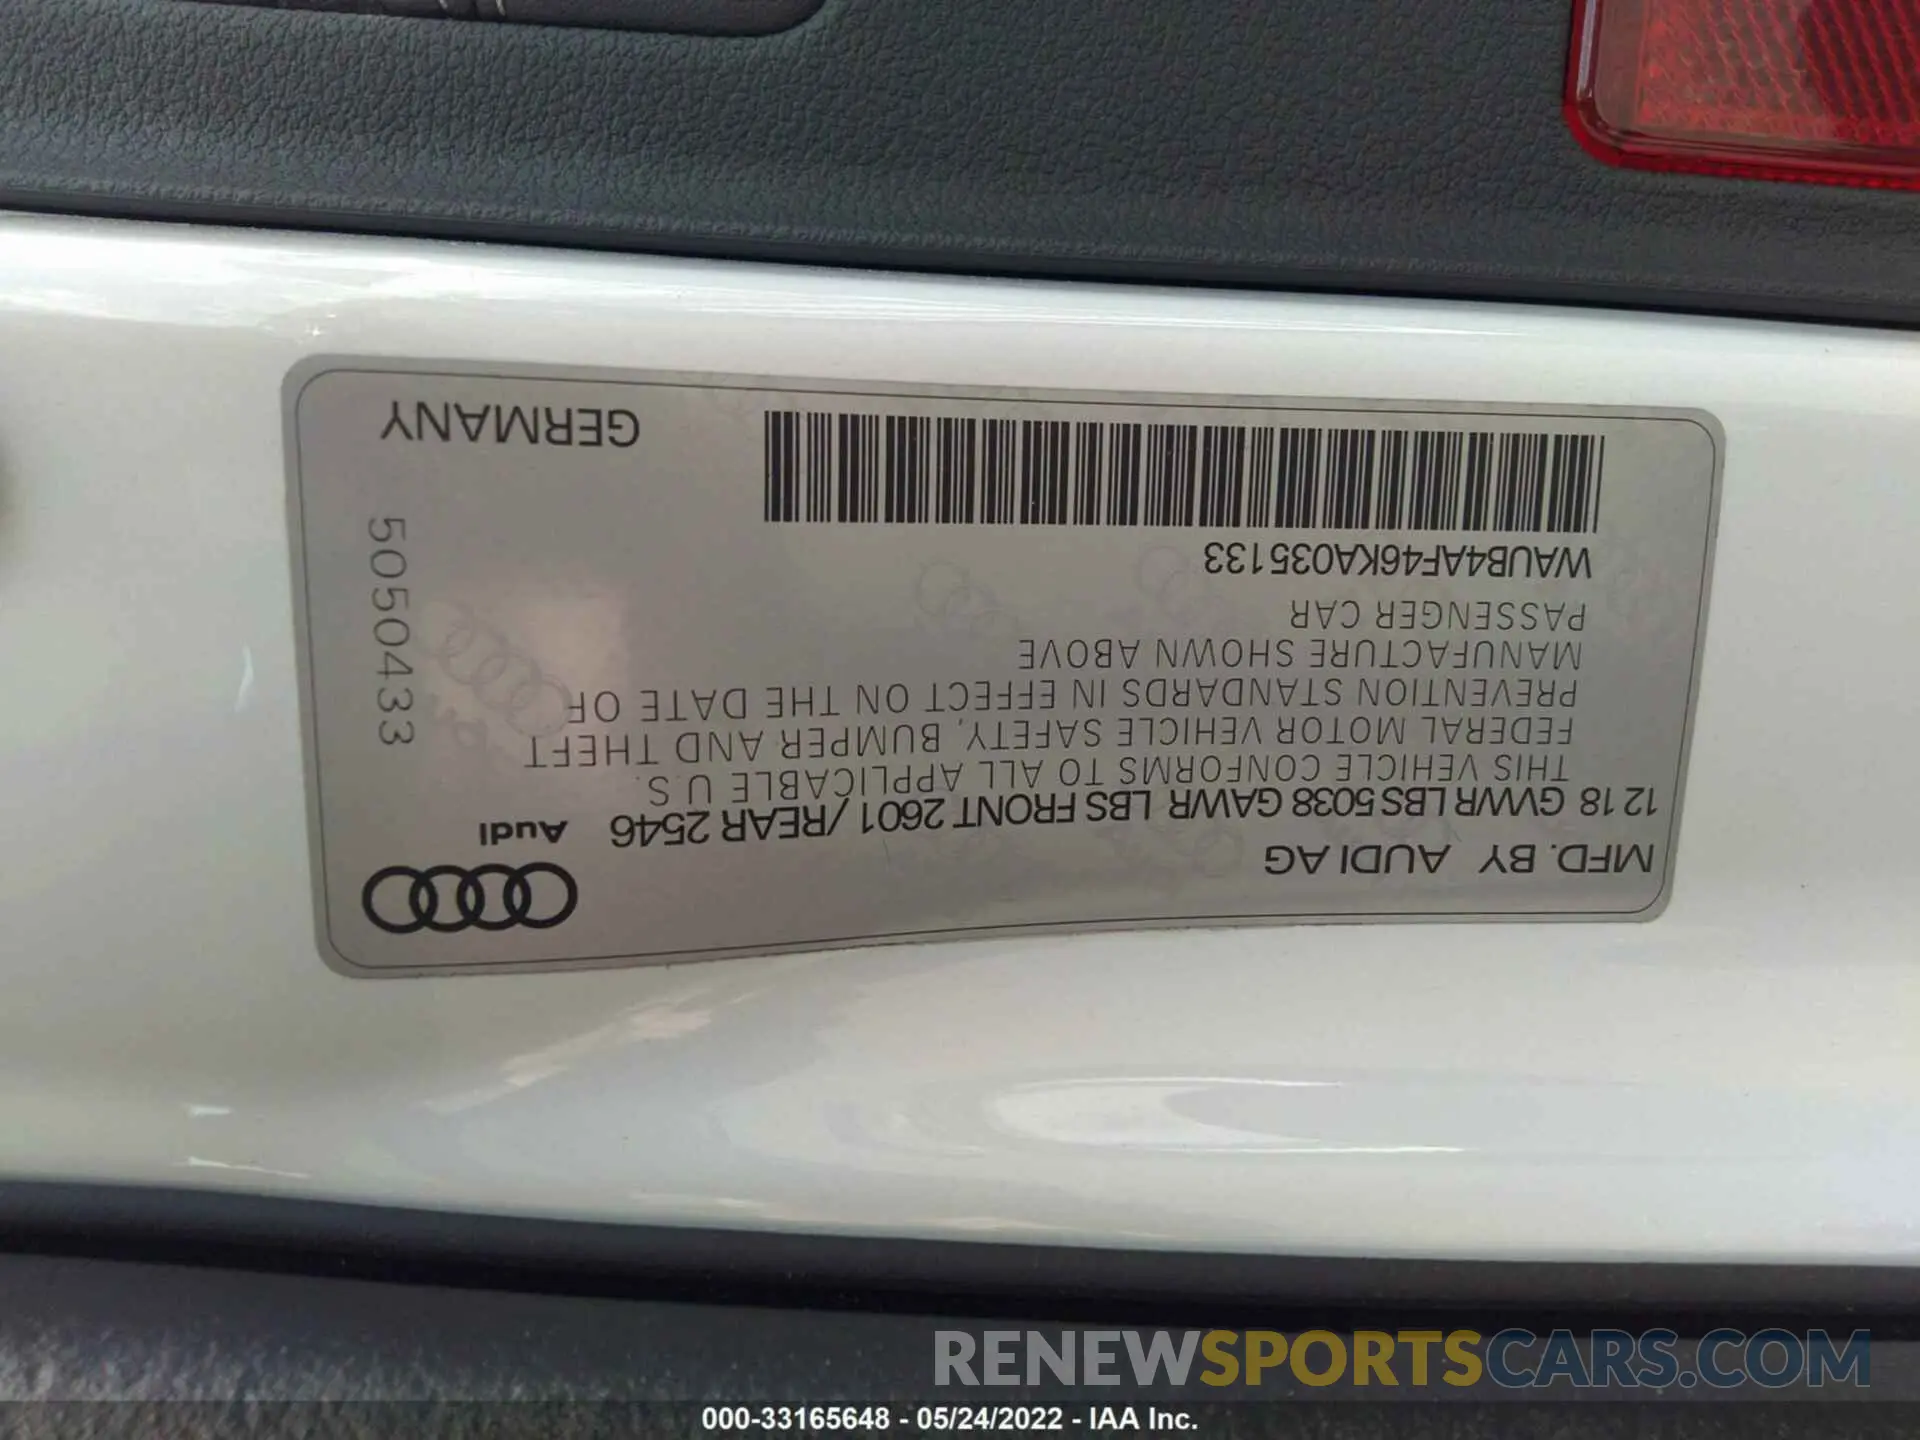 MFD. BY AUDI AG
12 18 GVWR LBS 5038 GAWR LBS FRONT 2601 / REAR 2546
Audi
THIS VEHICLE CONFORMS TO ALL APPLICABLE U.S.
FEDERAL MOTOR VEHICLE SAFETY, BUMPER AND THEFT
PREVENTION STANDARDS IN EFFECT ON THE DATE OF
MANUFACTURE SHOWN ABOVE
PASSENGER CAR
WAUB4AF46KA035133
GERMANY
5050433
RENEWSPORTSCARS.COM
000-33165648 - 05/24/2022 - IAA Inc.